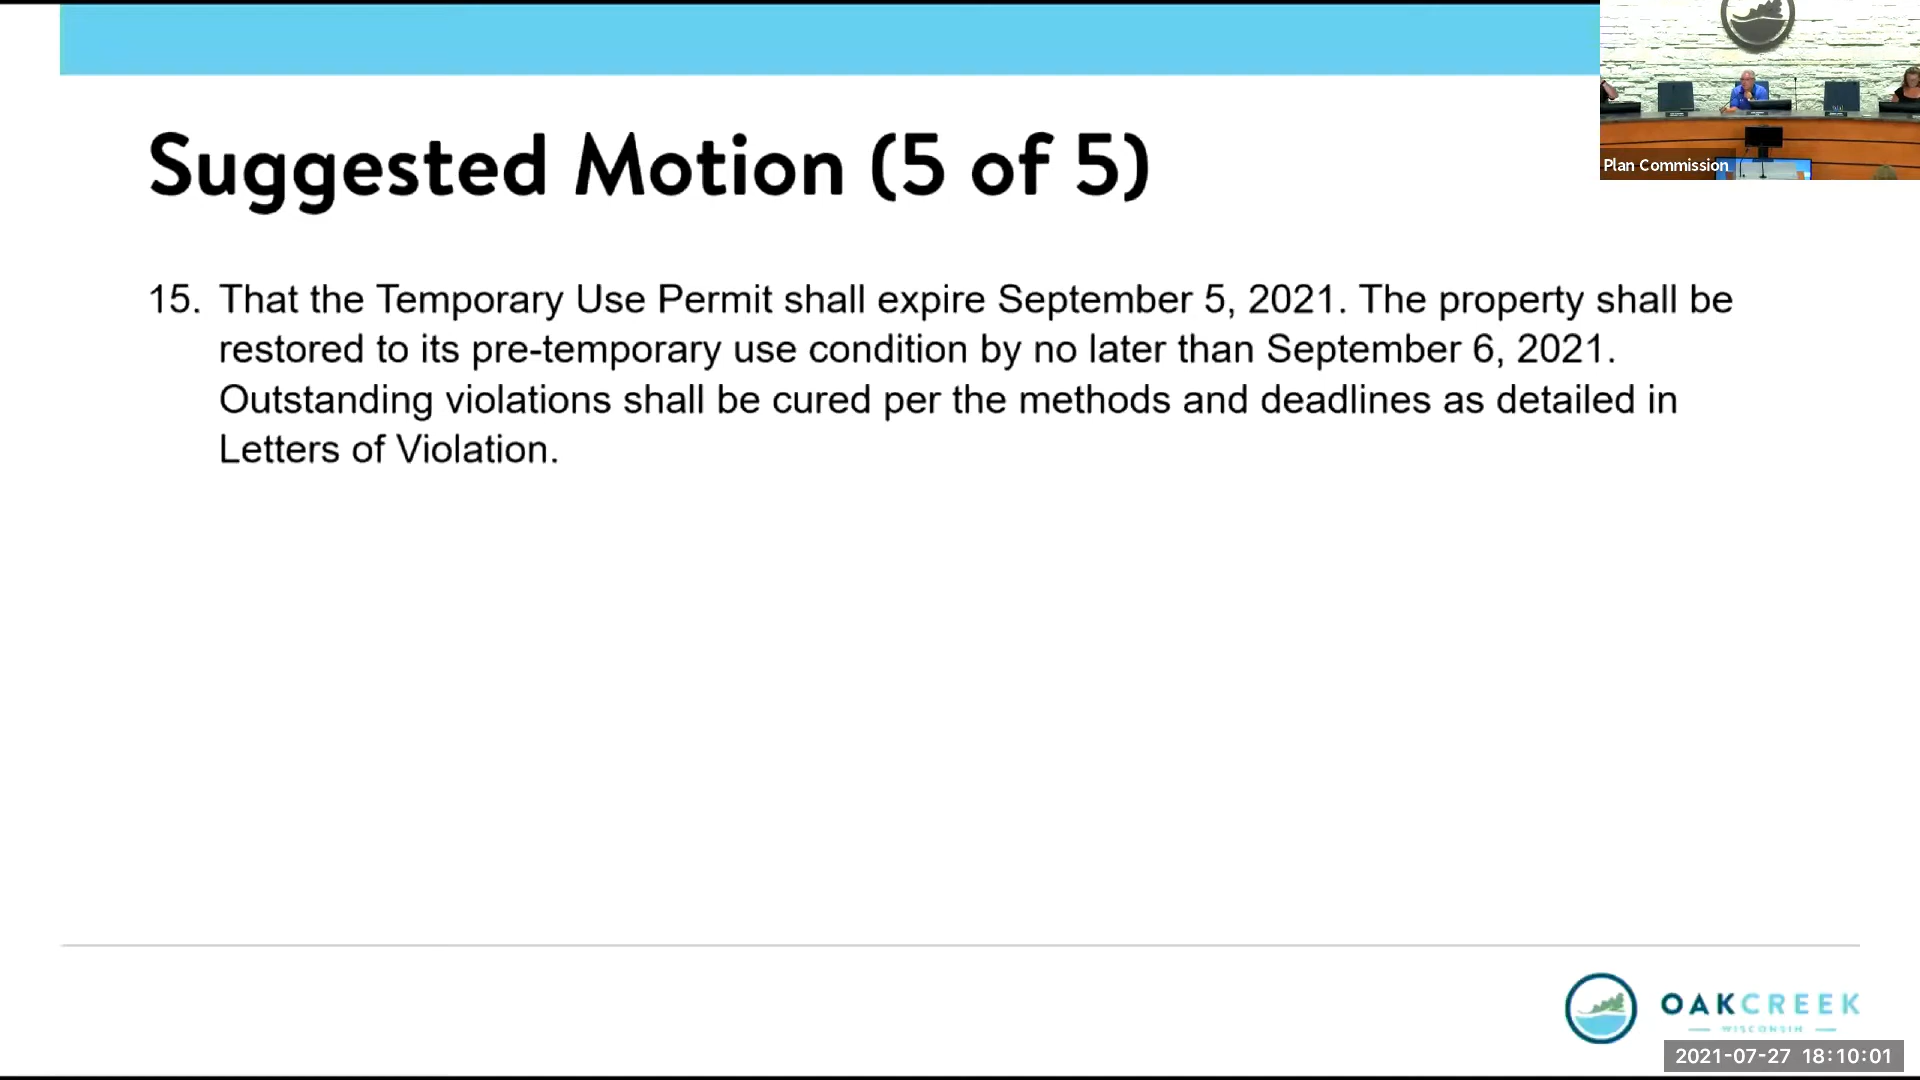 Suggested Motion (5 of 5)
Plan Commission
15. That the Temporary Use Permit shall expire September 5, 2021. The property shall be
restored to its pre-temporary use condition by no later than September 6, 2021.
Outstanding violations shall be cured per the methods and deadlines as detailed in
Letters of Violation.
OAKCREEK
WISCONSIN
2021-07-27 18:10:01